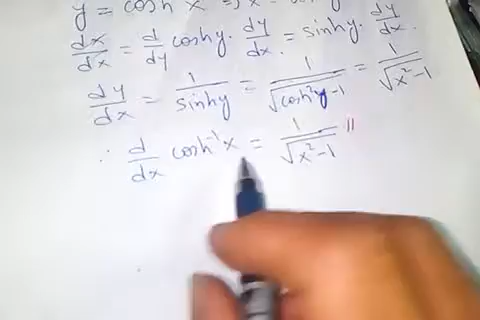 y = cosh x
dx/dx = d/dy coshy. dy/dx. = sinhy. dy/dx.
dy/dx = 1/sinhy = 1/√cosh²y-1 = 1/√x²-1
∴ d/dx cosh⁻¹x = 1/√x²-1 //